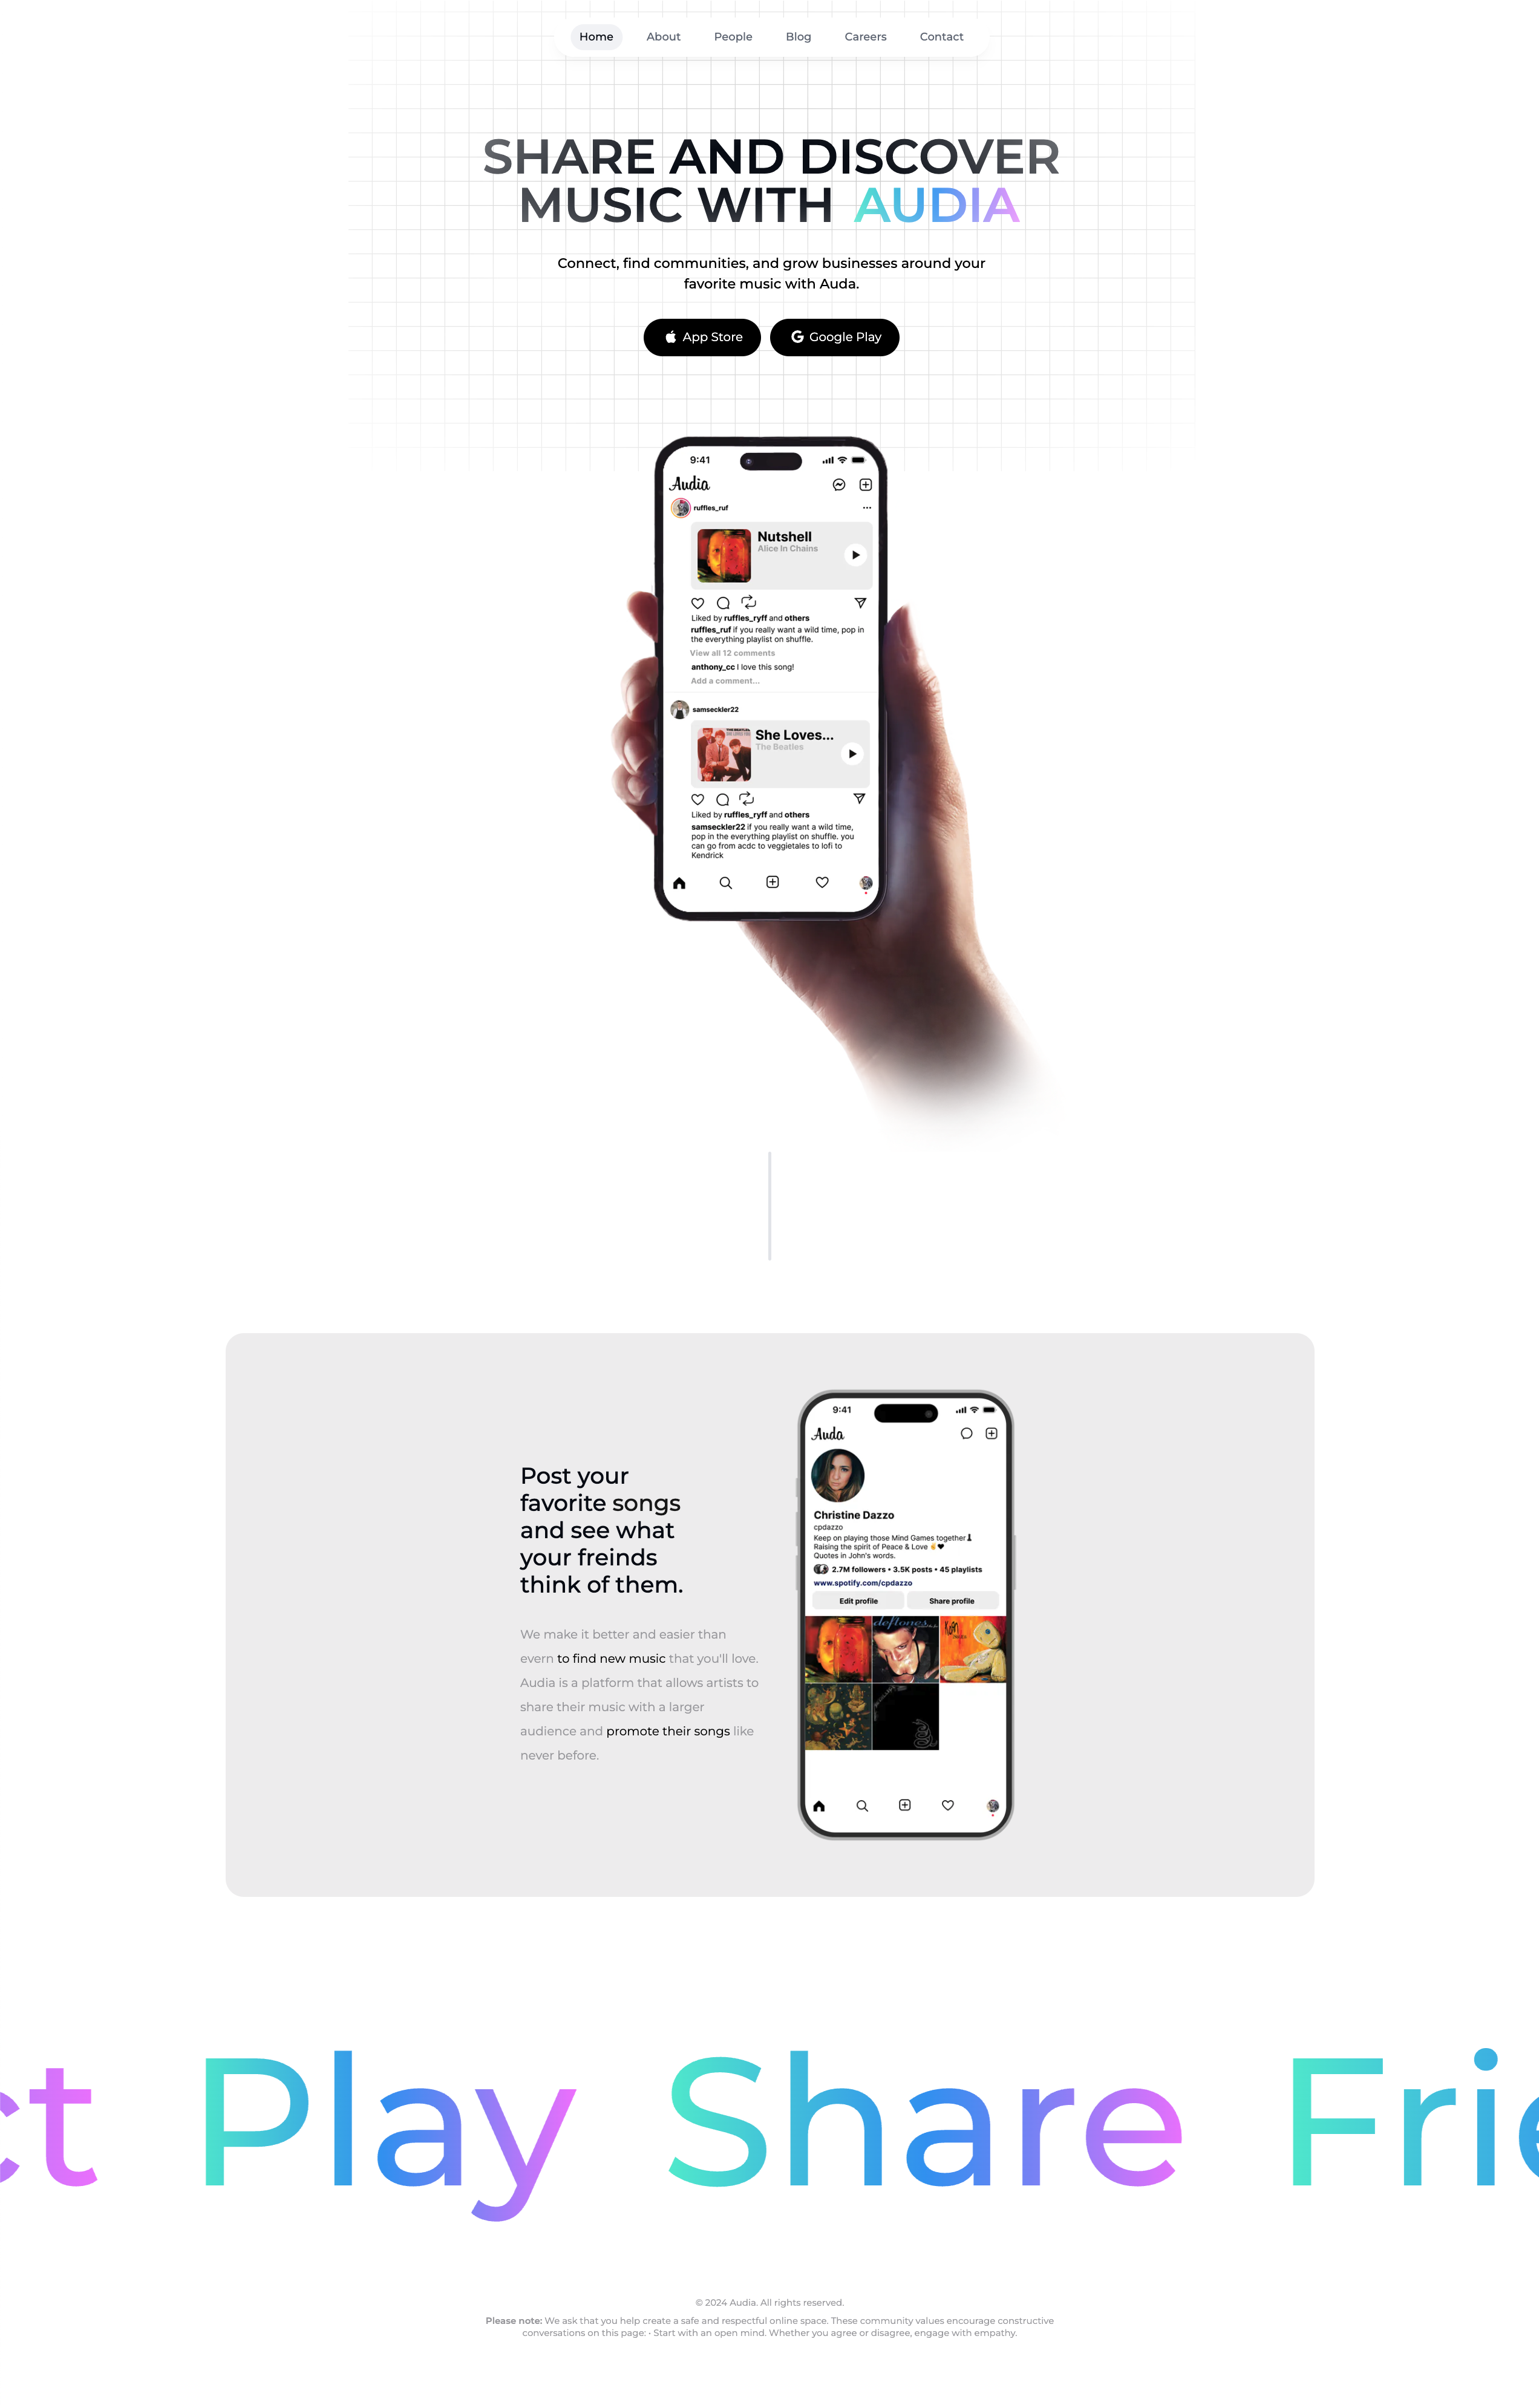 Home About People Blog Careers Contact
SHARE AND DISCOVER
MUSIC WITH AUDIA
Connect, find communities, and grow businesses around your
favorite music with Auda.
App Store Google Play
9:41
Audia
ruffles_ruf
Nutshell
Alice In Chains
Liked by ruffles_ryff and others
ruffles_ruf if you really want a wild time, pop in
the everything playlist on shuffle.
View all 12 comments
anthony_cc I love this song!
Add a comment...
samseckler22
She Loves...
The Beatles
Liked by ruffles_ryff and others
samseckler22 if you really want a wild time,
pop in the everything playlist on shuffle. you
can go from acdc to veggietales to lofi to
Kendrick
Post your
favorite songs
and see what
your freinds
think of them.
We make it better and easier than
evern to find new music that you'll love.
Audia is a platform that allows artists to
share their music with a larger
audience and promote their songs like
never before.
9:41
Auda
Christine Dazzo
cpdazzo
Keep on playing those Mind Games together
Raising the spirit of Peace & Love
Quotes in John's words.
2.7M followers • 3.5K posts • 45 playlists
www.spotify.com/cpdazzo
Edit profile Share profile
deftones
KoЯn
ct Play Share Frie
© 2024 Audia. All rights reserved.
Please note: We ask that you help create a safe and respectful online space. These community values encourage constructive
conversations on this page: • Start with an open mind. Whether you agree or disagree, engage with empathy.